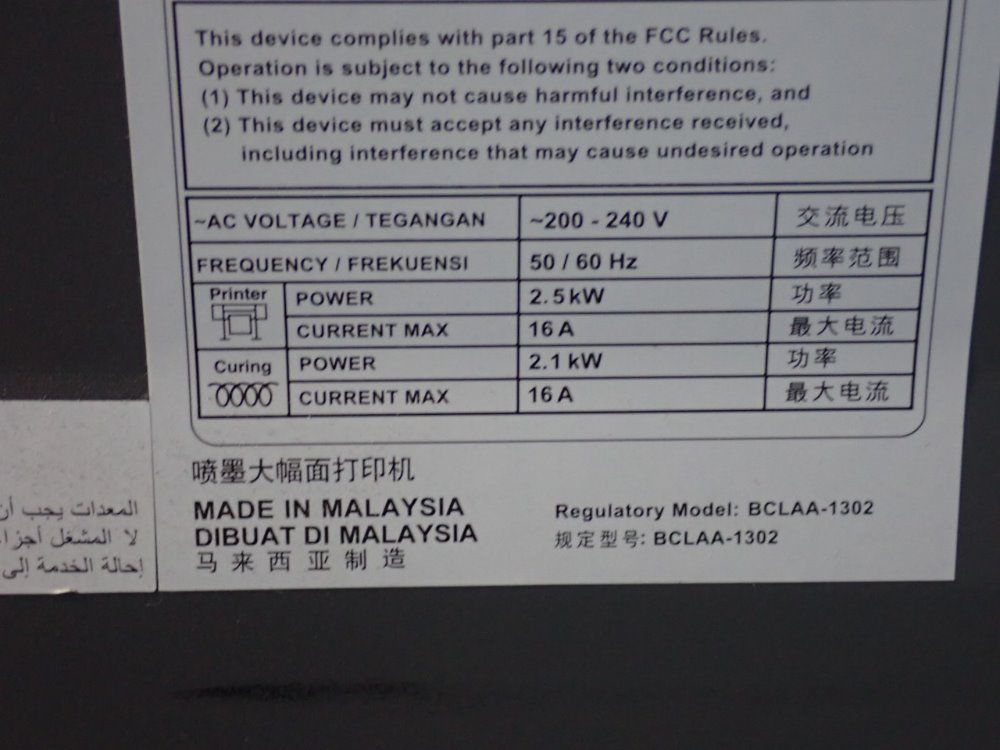 This device complies with part 15 of the FCC Rules.
Operation is subject to the following two conditions:
(1) This device may not cause harmful interference, and
(2) This device must accept any interference received,
including interference that may cause undesired operation
~AC VOLTAGE / TEGANGAN ~200 - 240 V 交流电压
FREQUENCY / FREKUENSI 50 / 60 Hz 频率范围
Printer POWER 2.5kW 功率
CURRENT MAX 16 A 最大电流
Curing POWER 2.1 kW 功率
CURRENT MAX 16 A 最大电流
喷墨大幅面打印机
MADE IN MALAYSIA
DIBUAT DI MALAYSIA
马来西亚制造
Regulatory Model: BCLAA-1302
规定型号: BCLAA-1302
المعدات يجب أن
لا المشغل أجزا
إحالة الخدمة إلى